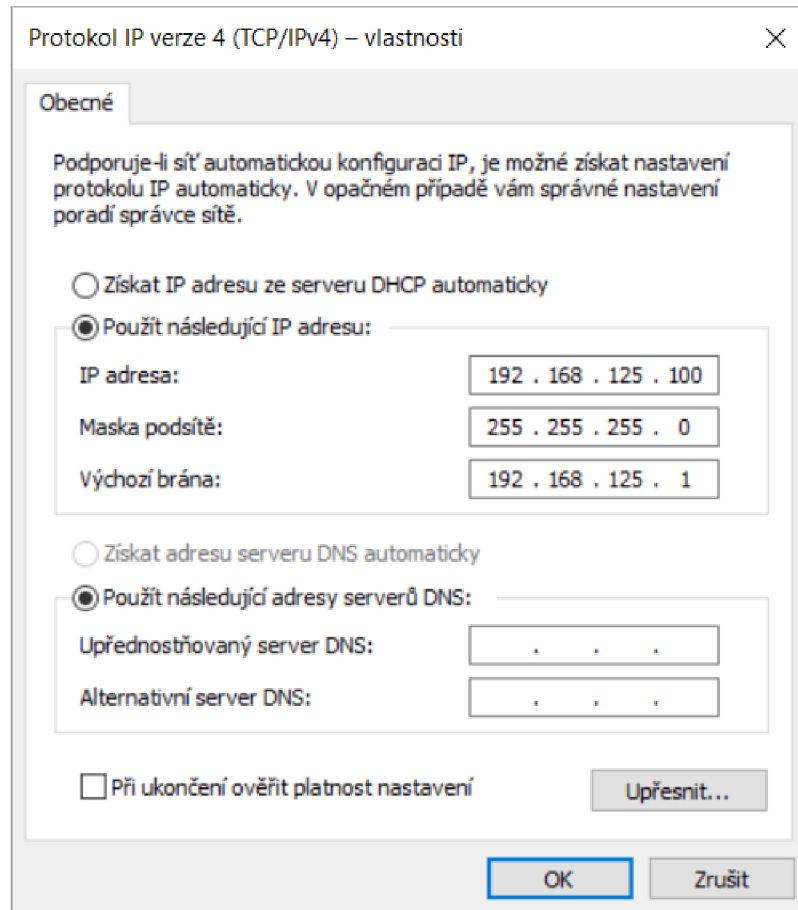 Protokol IP verze 4 (TCP/IPv4) – vlastnosti
Obecné
Podporuje-li síť automatickou konfiguraci IP, je možné získat nastavení
protokolu IP automaticky. V opačném případě vám správné nastavení
poradí správce sítě.
Získat IP adresu ze serveru DHCP automaticky
Použít následující IP adresu:
IP adresa: 192 . 168 . 125 . 100
Maska podsítě: 255 . 255 . 255 . 0
Výchozí brána: 192 . 168 . 125 . 1
Získat adresu serveru DNS automaticky
Použít následující adresy serverů DNS:
Upřednostňovaný server DNS: . . .
Alternativní server DNS: . . .
Při ukončení ověřit platnost nastavení Upřesnit...
OK Zrušit